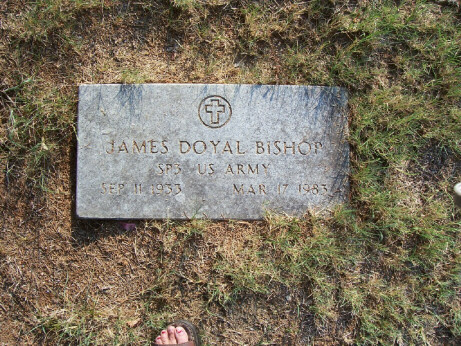 JAMES DOYAL BISHOP
SP3 US ARMY
SEP 11 1933 MAR 17 1983